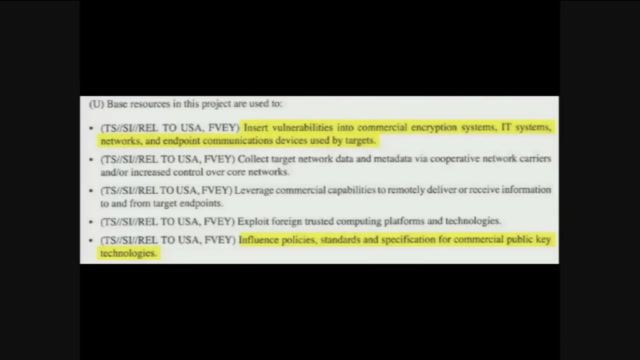 (U) Base resources in this project are used to:
• (TS//SI//REL TO USA, FVEY) Insert vulnerabilities into commercial encryption systems, IT systems,
networks, and endpoint communications devices used by targets.
• (TS//SI//REL TO USA, FVEY) Collect target network data and metadata via cooperative network carriers
and/or increased control over core networks.
• (TS//SI//REL TO USA, FVEY) Leverage commercial capabilities to remotely deliver or receive information
to and from target endpoints.
• (TS//SI//REL TO USA, FVEY) Exploit foreign trusted computing platforms and technologies.
• (TS//SI//REL TO USA, FVEY) Influence policies, standards and specification for commercial public key
technologies.